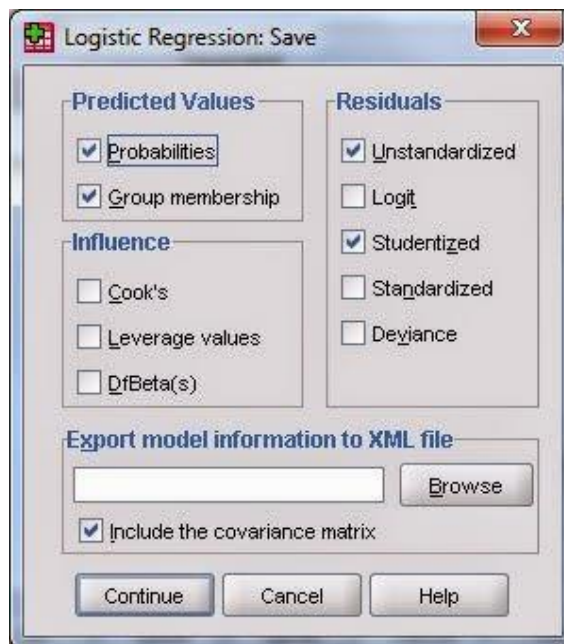 Logistic Regression: Save
Predicted Values
Probabilities
Group membership
Influence
Cook's
Leverage values
DfBeta(s)
Residuals
Unstandardized
Logit
Studentized
Standardized
Deviance
Export model information to XML file
Browse
Include the covariance matrix
Continue
Cancel
Help